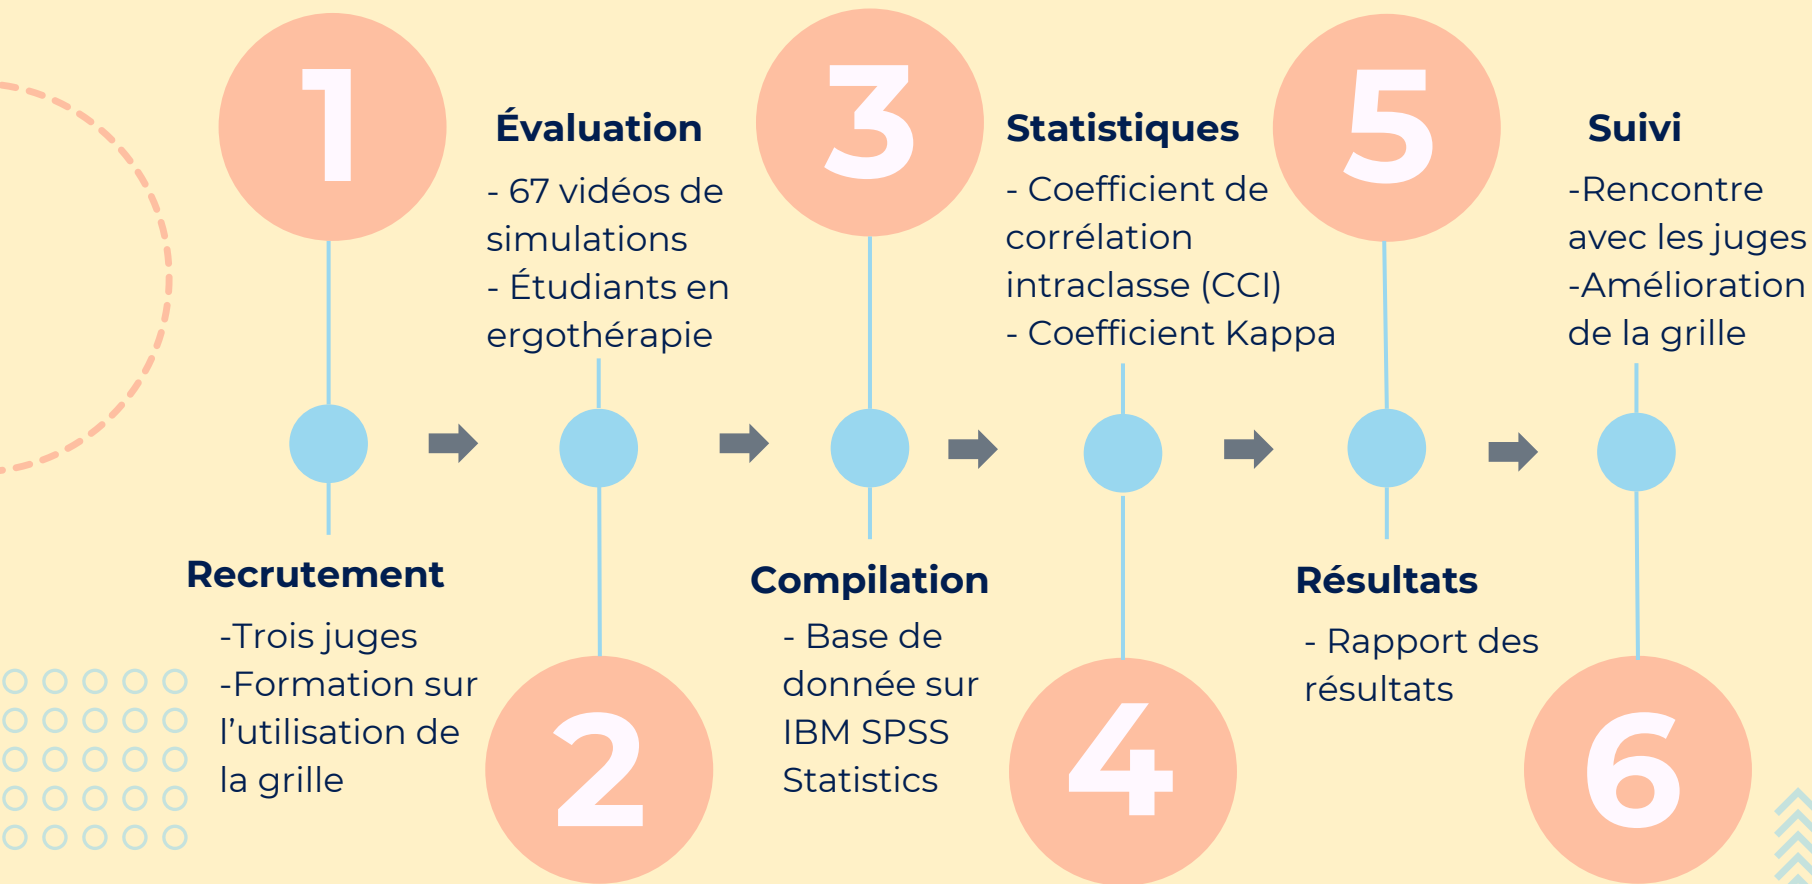 1
Recrutement
-Trois juges
-Formation sur
l’utilisation de
la grille
Évaluation
- 67 vidéos de
simulations
- Étudiants en
ergothérapie
2
3
Compilation
- Base de
donnée sur
IBM SPSS
Statistics
Statistiques
- Coefficient de
corrélation
intraclasse (CCI)
- Coefficient Kappa
4
5
Résultats
- Rapport des
résultats
Suivi
-Rencontre
avec les juges
-Amélioration
de la grille
6